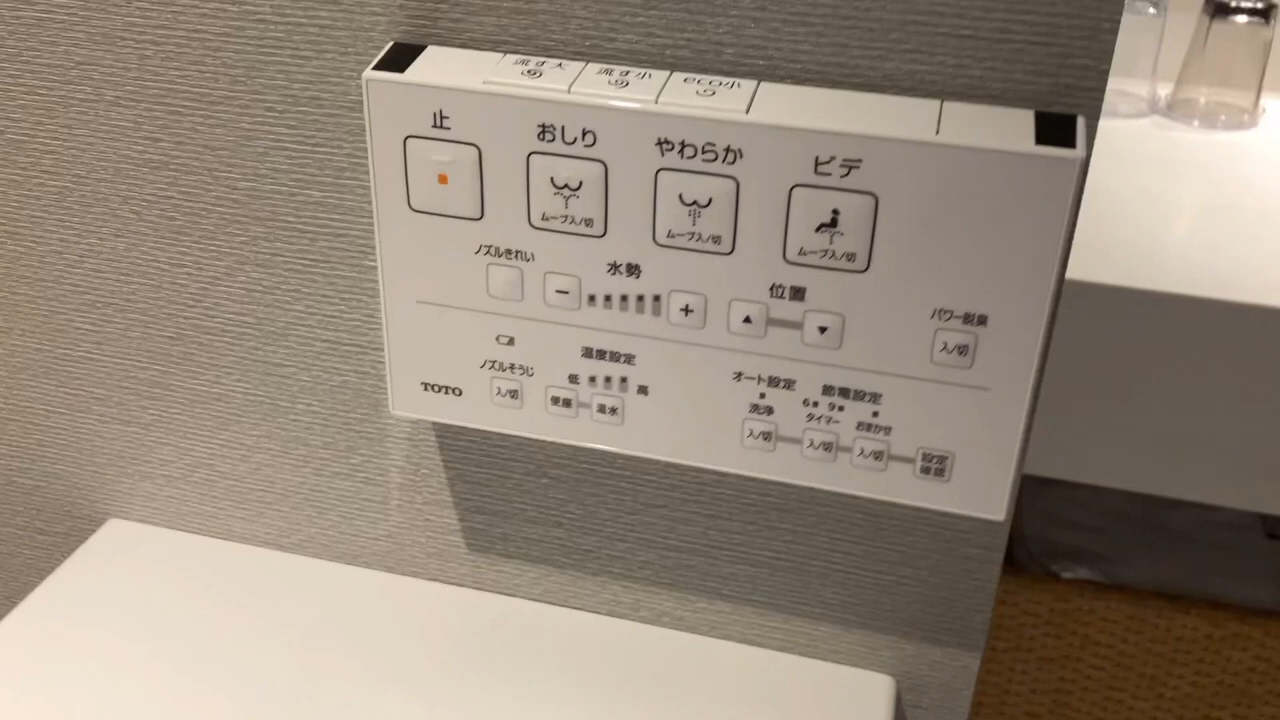 流す大
流す小
eco小
止
おしり
やわらか
ビデ
ムーブ入/切
ムーブ入/切
ムーブ入/切
ノズルきれい
水勢
位置
パワー脱臭
− +
▲ ▼
入/切
温度設定
ノズルそうじ
低 高
オート設定
節電設定
6 9
洗浄
タイマー
おまかせ
TOTO
入/切
便座
温水
入/切
入/切
入/切
設定
確認